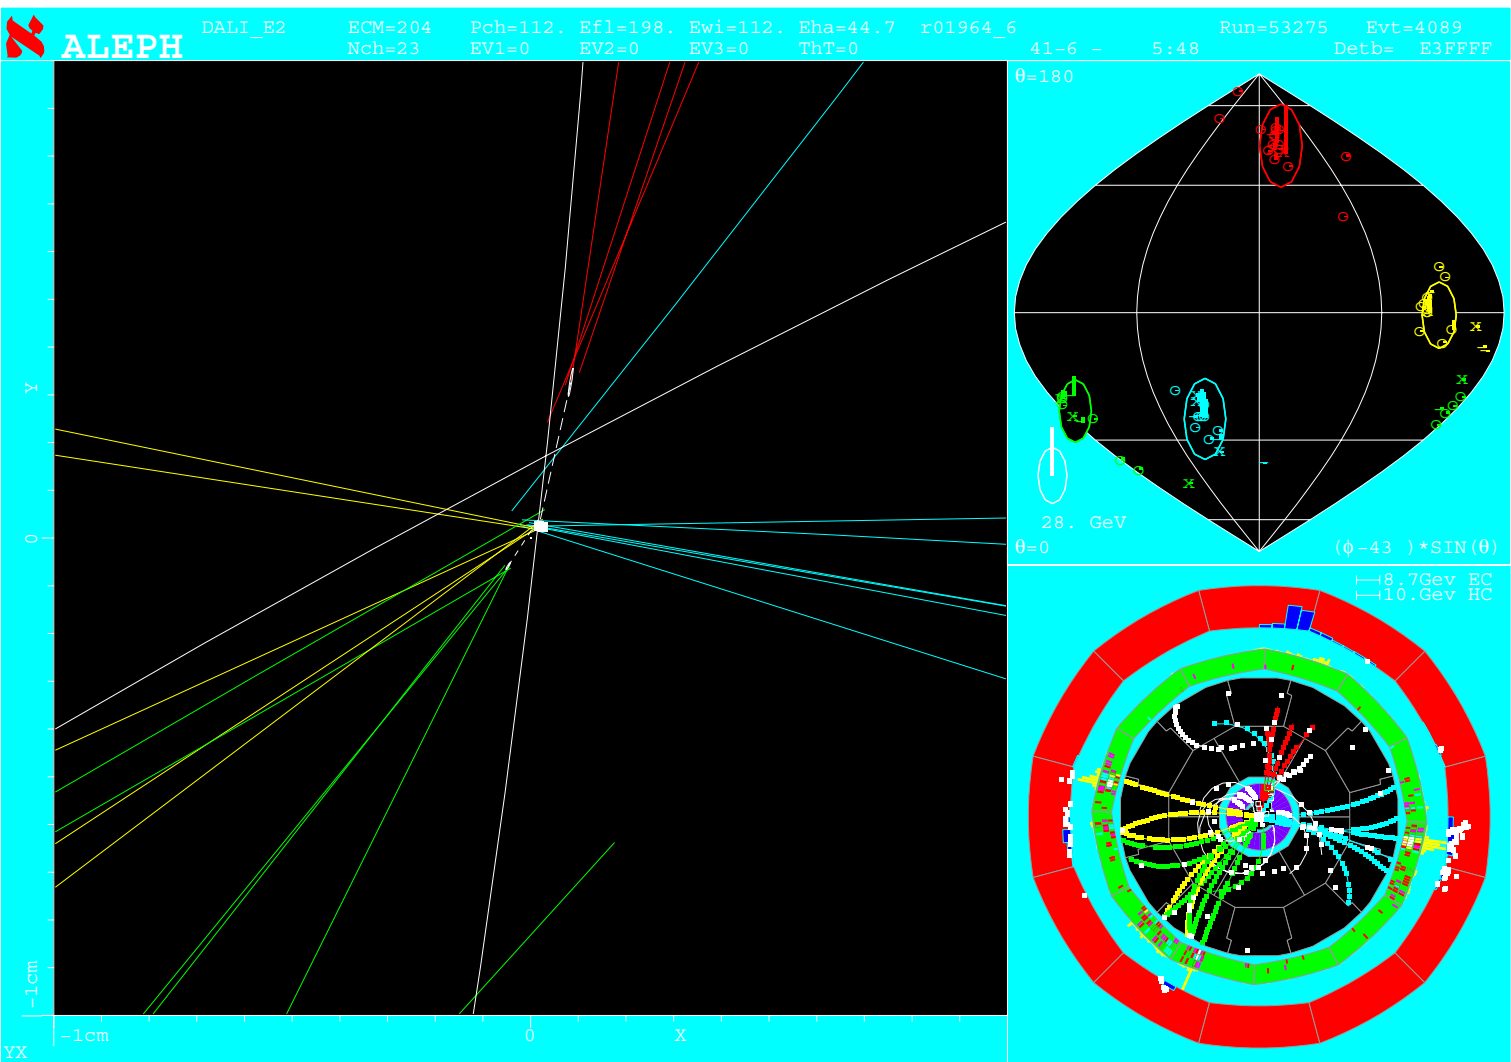 ALEPH DALI_E2 ECM=204 Pch=112. Efl=198. Ewi=112. Eha=44.7 r01964_6 Run=53275 Evt=4089
Nch=23 EV1=0 EV2=0 EV3=0 ThT=0 41-6 - 5:48 Detb= E3FFFF
θ=180
Y
0
-1cm
-1cm 0 X
YX
28. GeV
θ=0 (ϕ-43 )*SIN(θ)
8.7Gev EC
10.Gev HC